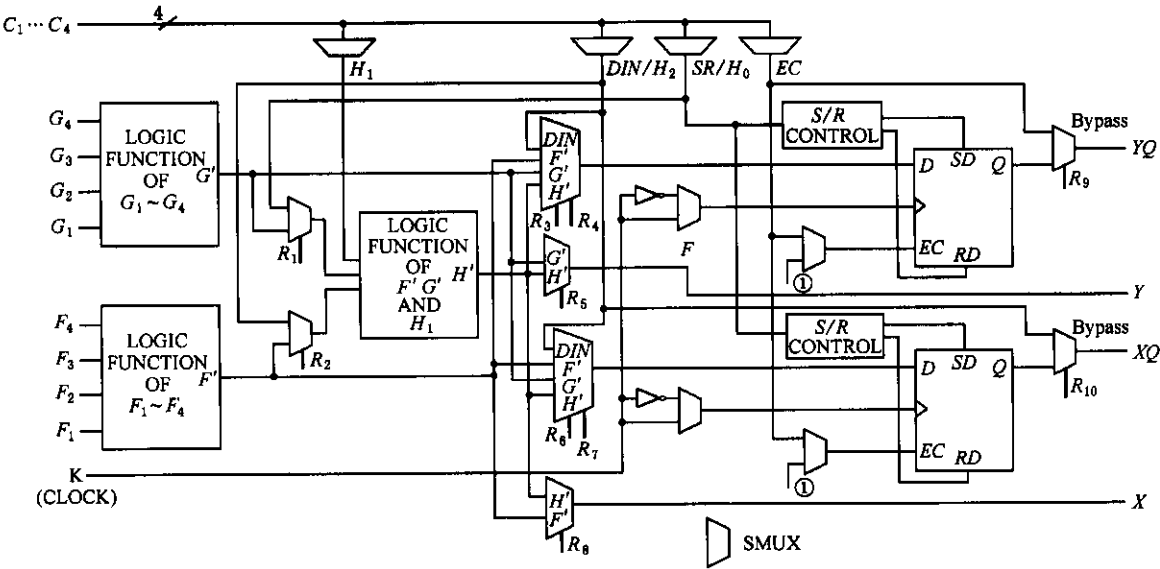 C₁ ··· C₄
4
H₁
DIN/H₂
SR/H₀
EC
G₄
G₃
G₂
G₁
LOGIC
FUNCTION
OF
G₁ ~ G₄
G'
R₁
LOGIC
FUNCTION
OF
F' G'
AND
H₁
H'
F₄
F₃
F₂
F₁
LOGIC
FUNCTION
OF
F₁ ~ F₄
F'
R₂
DIN
F'
G'
H'
R₃
R₄
G'
H'
R₅
DIN
F'
G'
H'
R₆
R₇
H'
F'
R₈
F
S/R
CONTROL
D
SD
Q
EC
RD
①
Bypass
YQ
R₉
Y
S/R
CONTROL
D
SD
Q
EC
RD
①
Bypass
XQ
R₁₀
X
K
(CLOCK)
SMUX